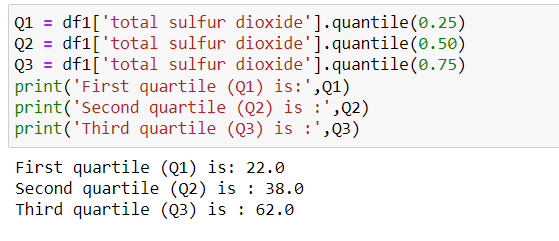 Q1 = df1['total sulfur dioxide'].quantile(0.25)
Q2 = df1['total sulfur dioxide'].quantile(0.50)
Q3 = df1['total sulfur dioxide'].quantile(0.75)
print('First quartile (Q1) is:',Q1)
print('Second quartile (Q2) is :',Q2)
print('Third quartile (Q3) is :',Q3)
First quartile (Q1) is: 22.0
Second quartile (Q2) is : 38.0
Third quartile (Q3) is : 62.0